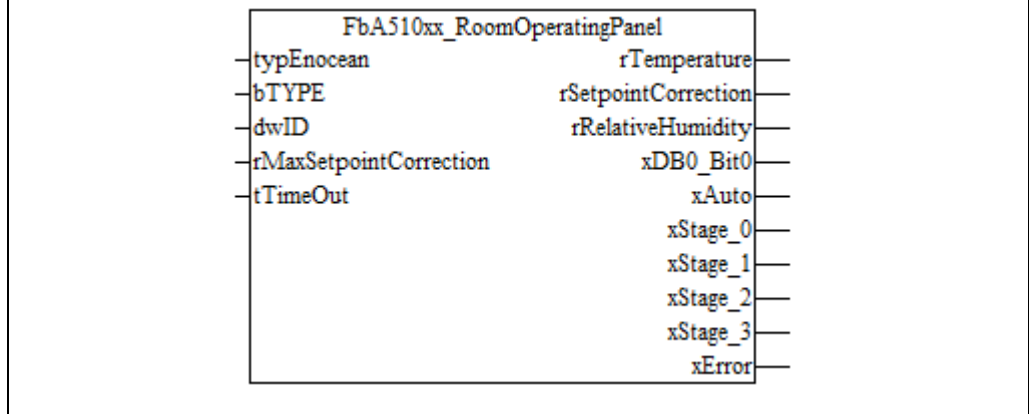 FbA510xx_RoomOperatingPanel
typEnocean rTemperature
bTYPE rSetpointCorrection
dwID rRelativeHumidity
rMaxSetpointCorrection xDB0_Bit0
tTimeOut xAuto
xStage_0
xStage_1
xStage_2
xStage_3
xError